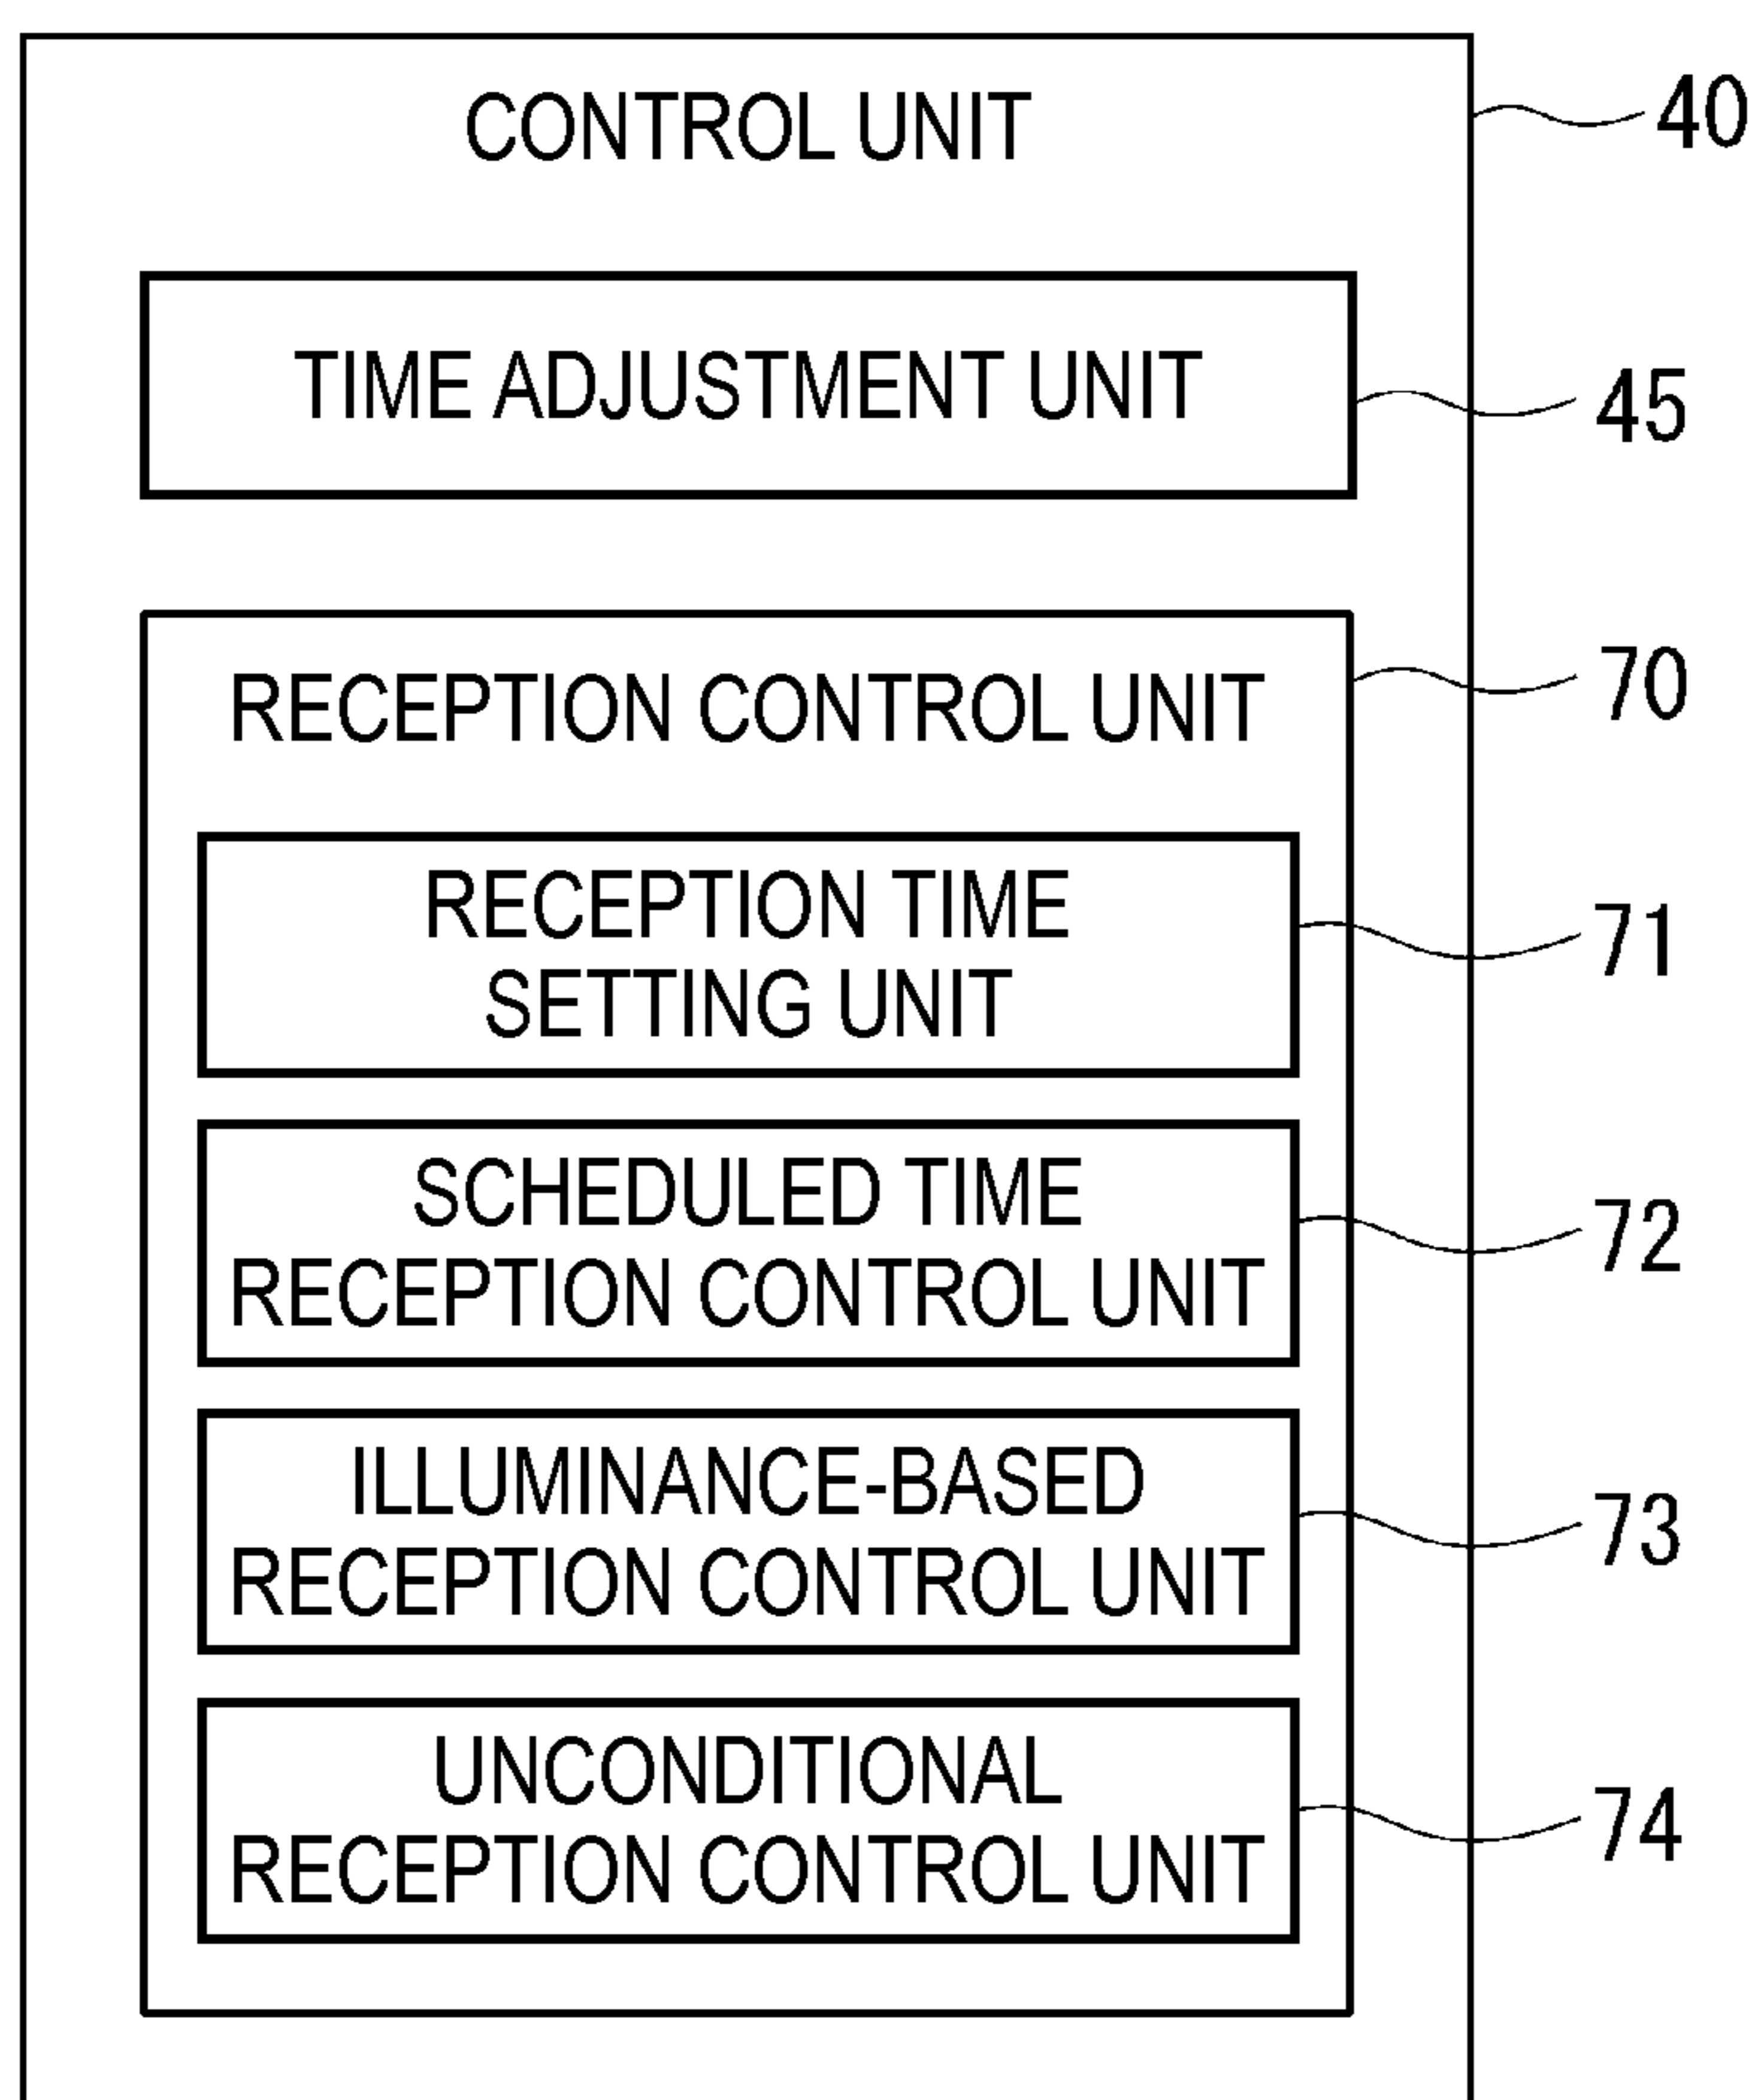 CONTROL UNIT
40
TIME ADJUSTMENT UNIT
45
RECEPTION CONTROL UNIT
70
RECEPTION TIME
SETTING UNIT
71
SCHEDULED TIME
RECEPTION CONTROL UNIT
72
ILLUMINANCE-BASED
RECEPTION CONTROL UNIT
73
UNCONDITIONAL
RECEPTION CONTROL UNIT
74